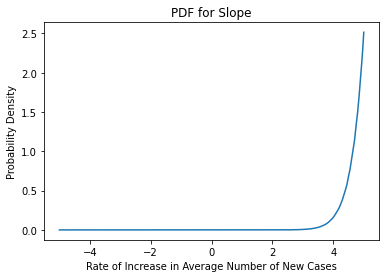 PDF for Slope
Probability Density
2.5
2.0
1.5
1.0
0.5
0.0
−4 −2 0 2 4
Rate of Increase in Average Number of New Cases